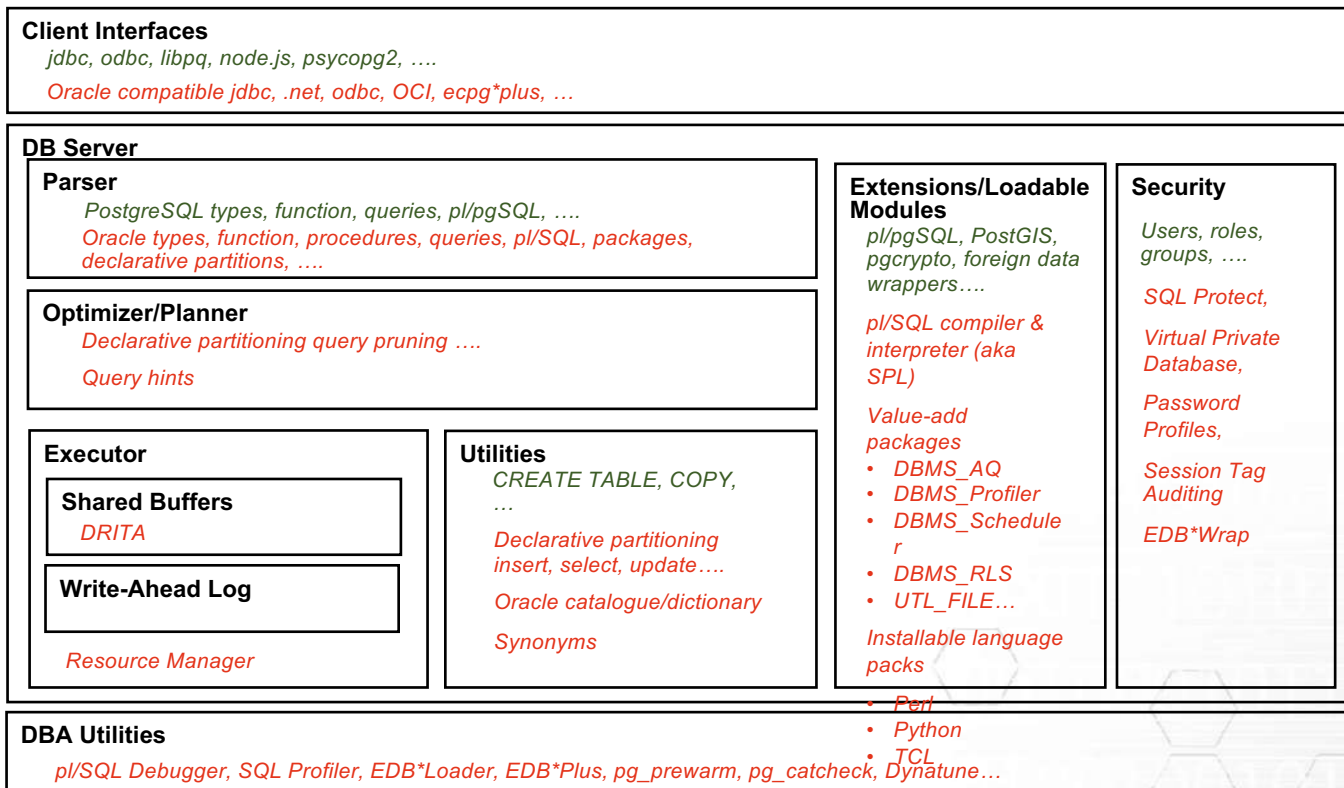 Client Interfaces
jdbc, odbc, libpq, node.js, psycopg2, ….
Oracle compatible jdbc, .net, odbc, OCI, ecpg*plus, …
DB Server
Parser
PostgreSQL types, function, queries, pl/pgSQL, ….
Oracle types, function, procedures, queries, pl/SQL, packages,
declarative partitions, ….
Optimizer/Planner
Declarative partitioning query pruning ….
Query hints
Executor
Shared Buffers
DRITA
Write-Ahead Log
Resource Manager
Utilities
CREATE TABLE, COPY,
…
Declarative partitioning
insert, select, update….
Oracle catalogue/dictionary
Synonyms
Extensions/Loadable
Modules
pl/pgSQL, PostGIS,
pgcrypto, foreign data
wrappers….
pl/SQL compiler &
interpreter (aka
SPL)
Value-add
packages
• DBMS_AQ
• DBMS_Profiler
• DBMS_Schedule
r
• DBMS_RLS
• UTL_FILE…
Installable language
packs
• Perl
• Python
• TCL
Security
Users, roles,
groups, ….
SQL Protect,
Virtual Private
Database,
Password
Profiles,
Session Tag
Auditing
EDB*Wrap
DBA Utilities
pl/SQL Debugger, SQL Profiler, EDB*Loader, EDB*Plus, pg_prewarm, pg_catcheck, Dynatune…